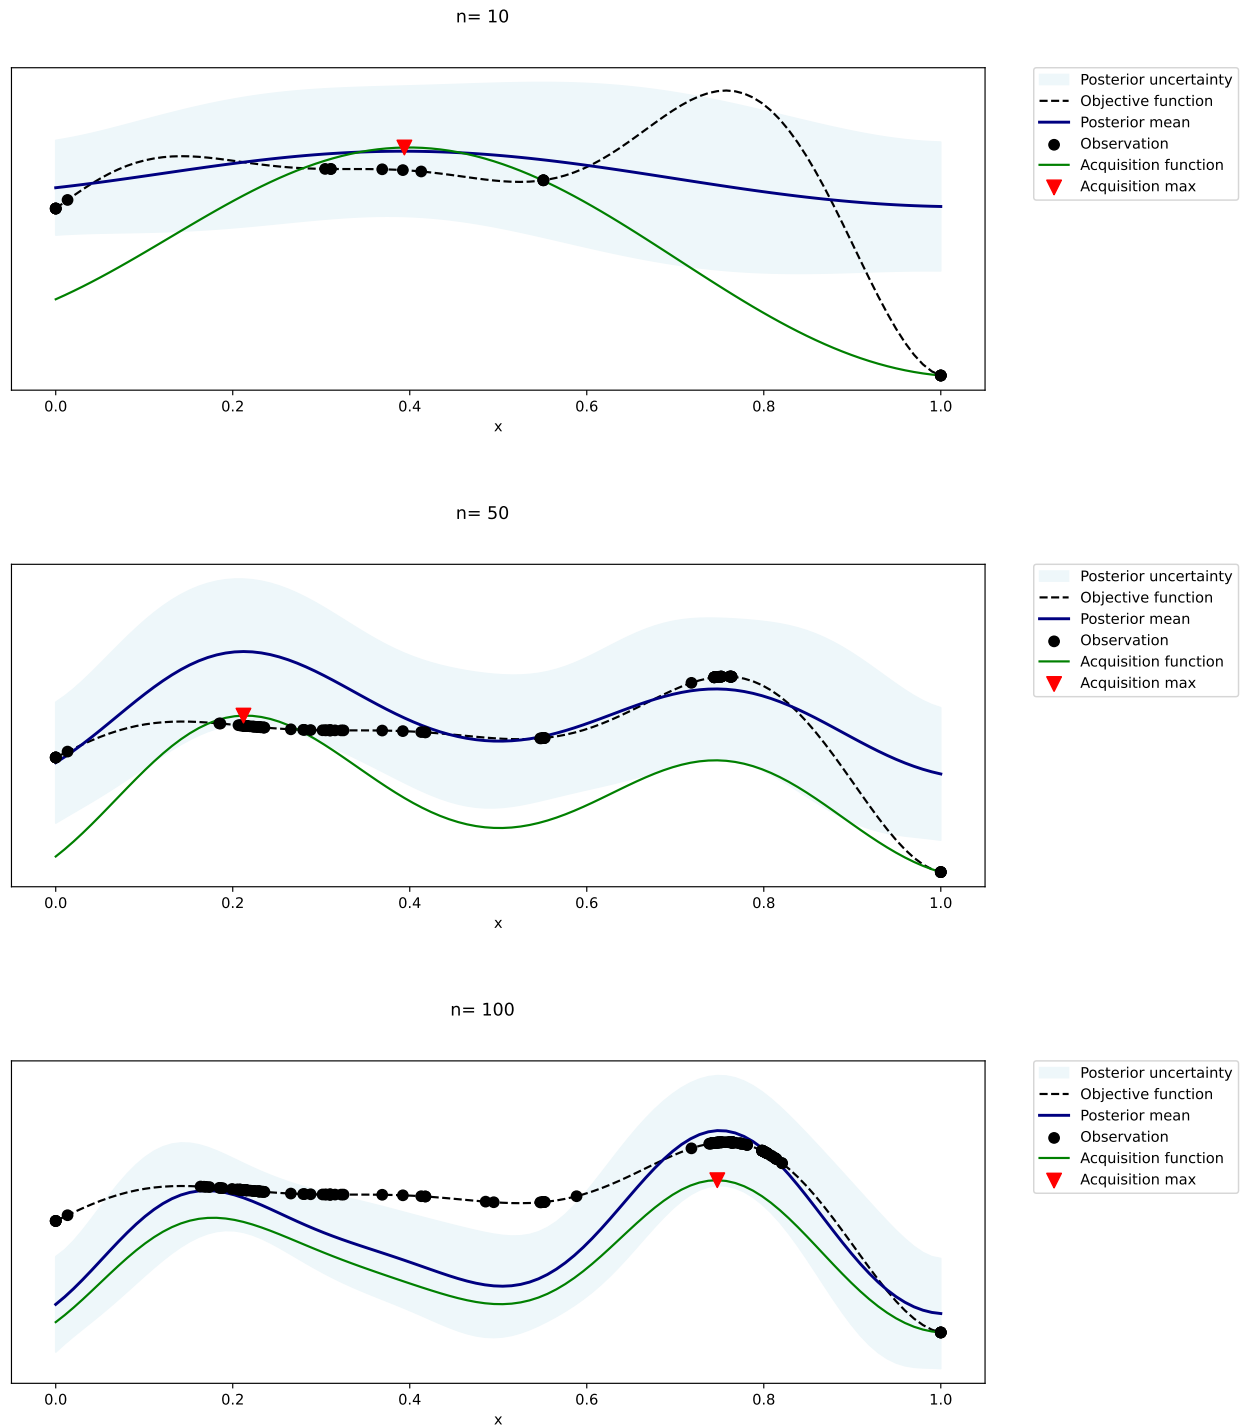 n= 10
Posterior uncertainty
Objective function
Posterior mean
Observation
Acquisition function
Acquisition max
0.0 0.2 0.4 0.6 0.8 1.0
x
n= 50
Posterior uncertainty
Objective function
Posterior mean
Observation
Acquisition function
Acquisition max
0.0 0.2 0.4 0.6 0.8 1.0
x
n= 100
Posterior uncertainty
Objective function
Posterior mean
Observation
Acquisition function
Acquisition max
0.0 0.2 0.4 0.6 0.8 1.0
x